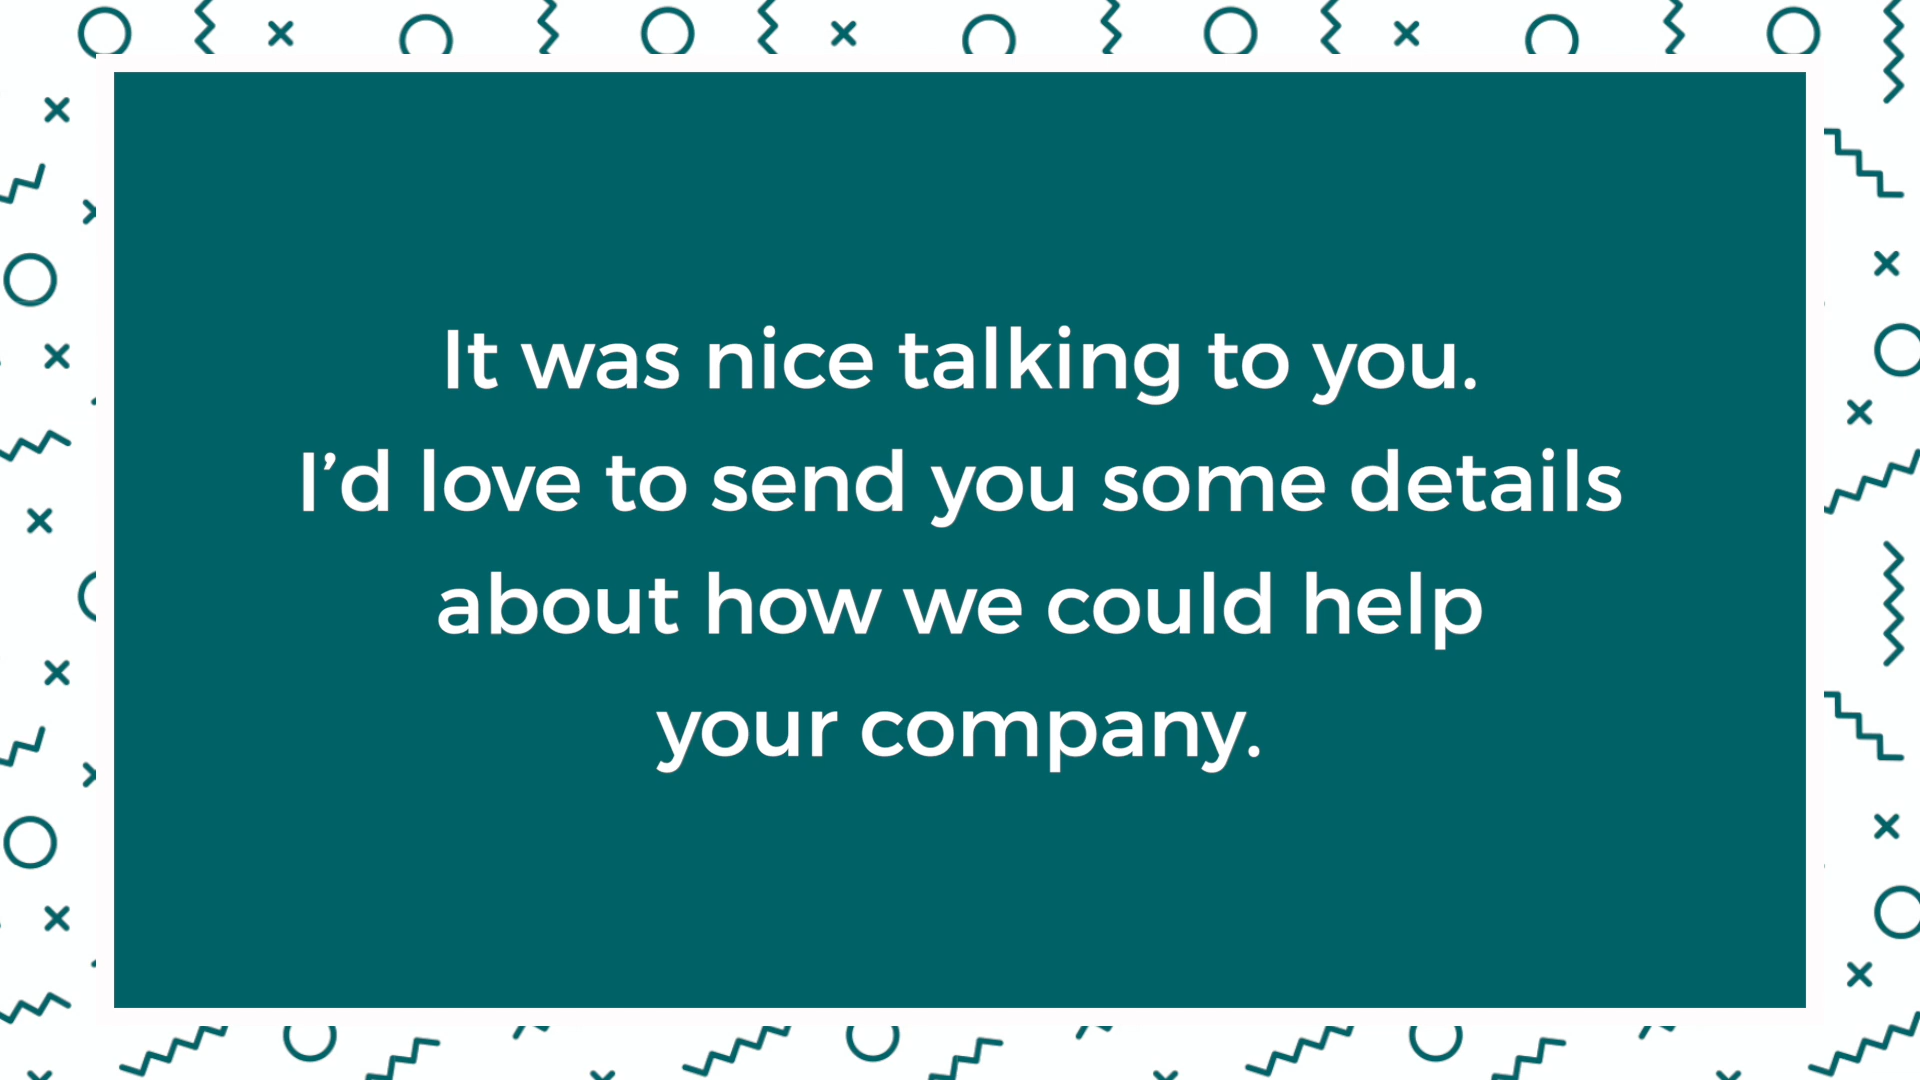 It was nice talking to you.
I’d love to send you some details
about how we could help
your company.